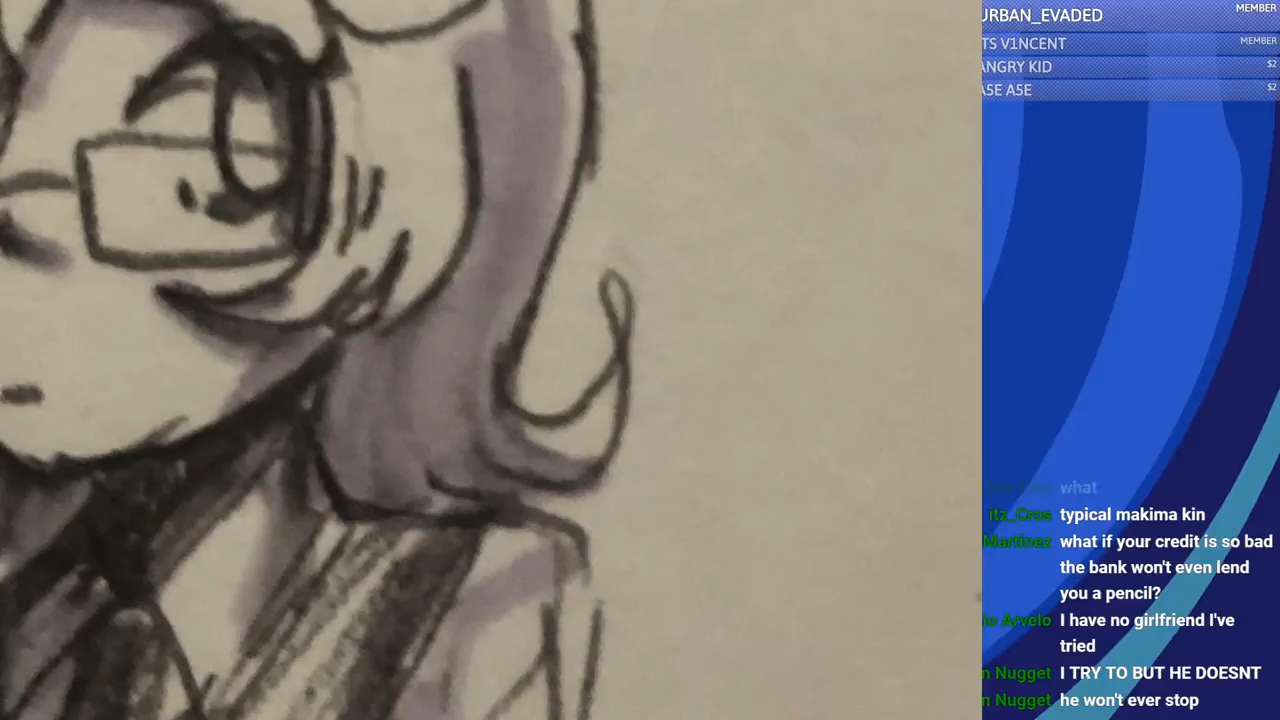 URBAN_EVADED MEMBER
TS V1NCENT MEMBER
ANGRY KID $2
A5E A5E $2
what
itz_Cros typical makima kin
Martinez what if your credit is so bad
the bank won't even lend
you a pencil?
io Arvelo I have no girlfriend I've
tried
n Nugget I TRY TO BUT HE DOESNT
n Nugget he won't ever stop